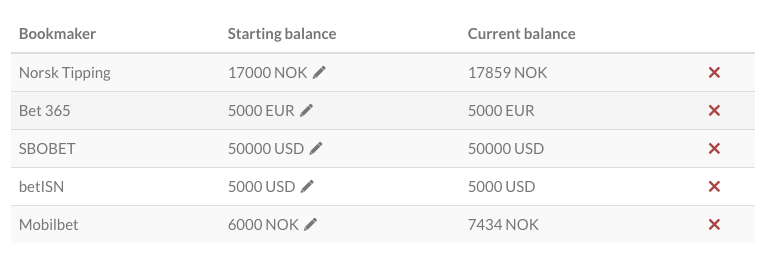 Bookmaker Starting balance Current balance
Norsk Tipping 17000 NOK 17859 NOK
Bet 365 5000 EUR 5000 EUR
SBOBET 50000 USD 50000 USD
betISN 5000 USD 5000 USD
Mobilbet 6000 NOK 7434 NOK